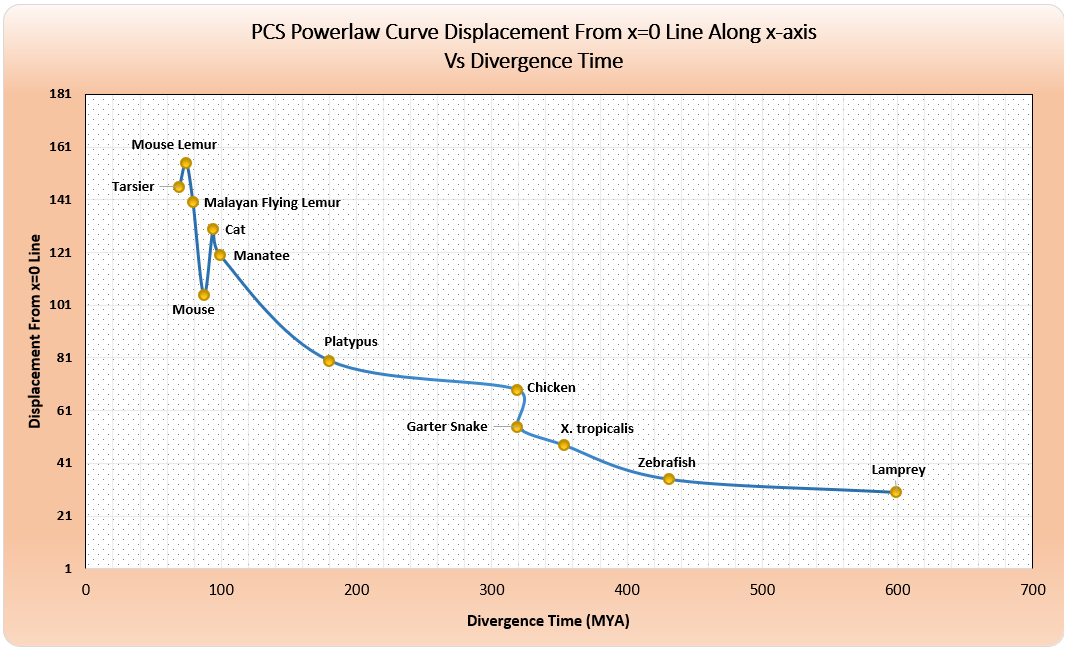 PCS Powerlaw Curve Displacement From x=0 Line Along x-axis
Vs Divergence Time
Displacement From x=0 Line
181
161
141
121
101
81
61
41
21
1
Mouse Lemur
Tarsier
Malayan Flying Lemur
Cat
Manatee
Mouse
Platypus
Chicken
Garter Snake
X. tropicalis
Zebrafish
Lamprey
0 100 200 300 400 500 600 700
Divergence Time (MYA)